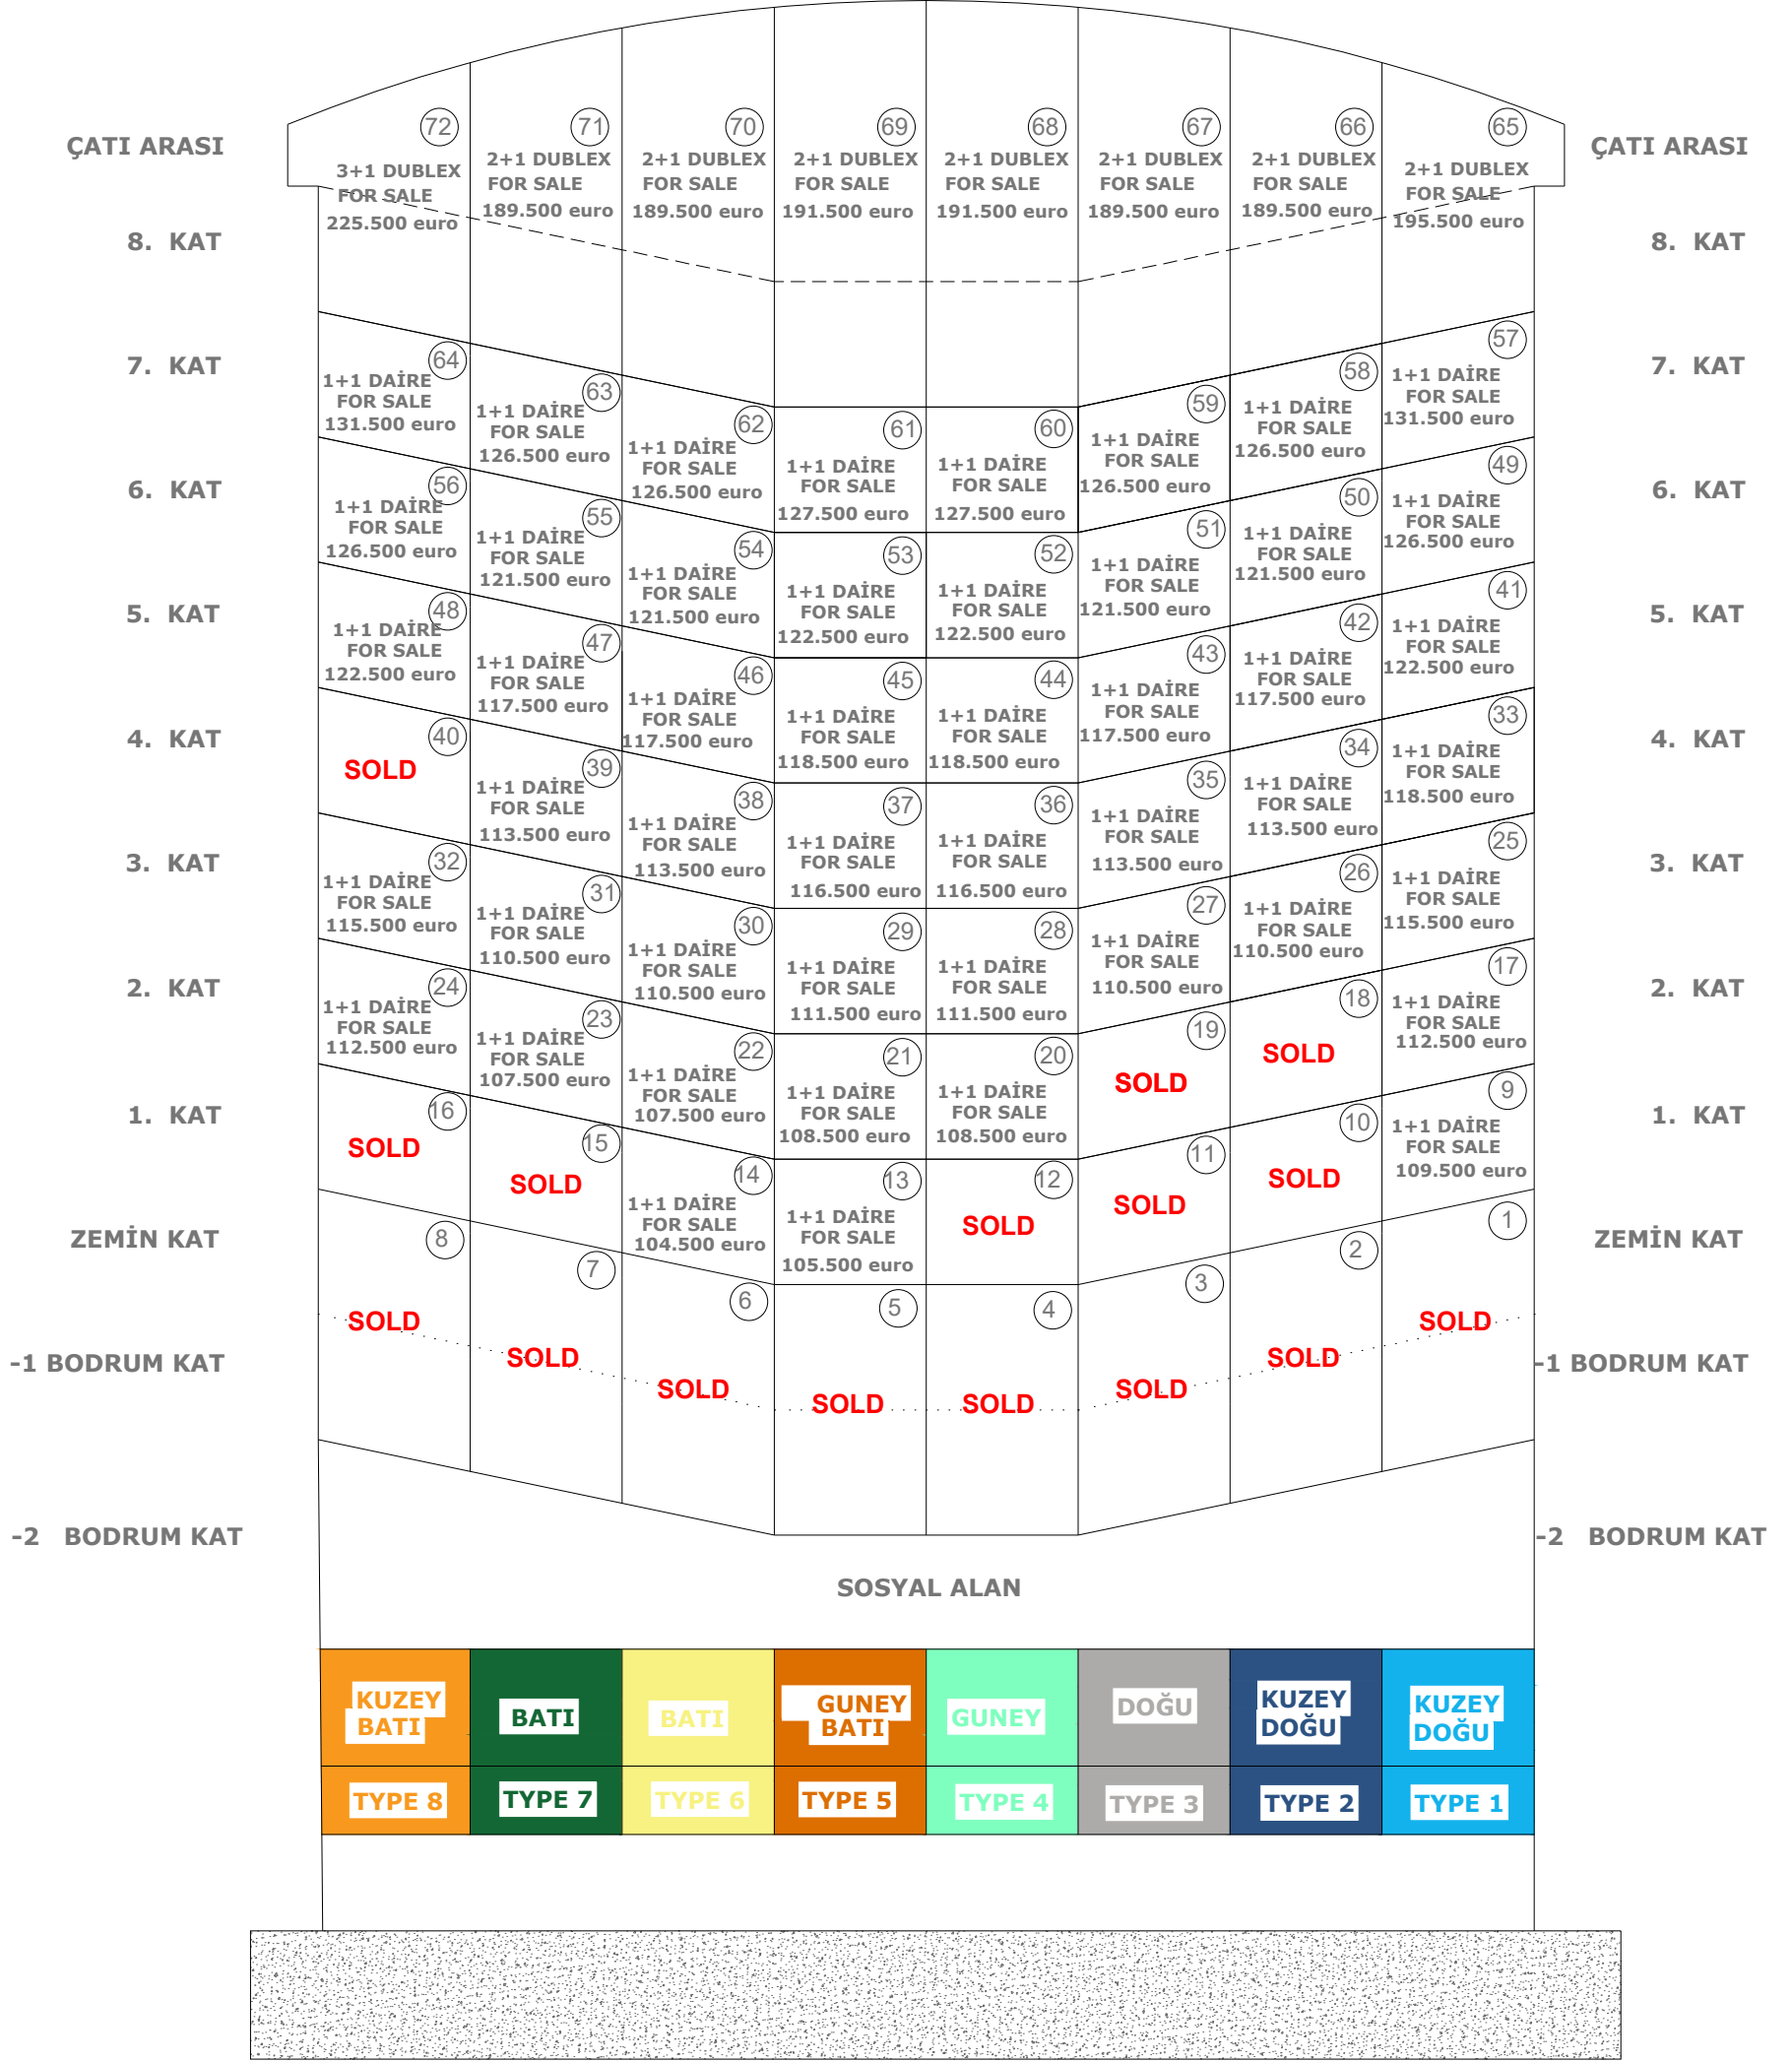 72
71
70
69
68
67
66
65
ÇATI ARASI
3+1 DUBLEX
FOR SALE
225.500 euro
2+1 DUBLEX
FOR SALE
189.500 euro
2+1 DUBLEX
FOR SALE
189.500 euro
2+1 DUBLEX
FOR SALE
191.500 euro
2+1 DUBLEX
FOR SALE
191.500 euro
2+1 DUBLEX
FOR SALE
189.500 euro
2+1 DUBLEX
FOR SALE
189.500 euro
2+1 DUBLEX
FOR SALE
195.500 euro
ÇATI ARASI
8. KAT
8. KAT
7. KAT
64
1+1 DAİRE
FOR SALE
131.500 euro
63
1+1 DAİRE
FOR SALE
126.500 euro
62
1+1 DAİRE
FOR SALE
126.500 euro
61
1+1 DAİRE
FOR SALE
127.500 euro
60
1+1 DAİRE
FOR SALE
127.500 euro
59
1+1 DAİRE
FOR SALE
126.500 euro
58
1+1 DAİRE
FOR SALE
126.500 euro
57
1+1 DAİRE
FOR SALE
131.500 euro
7. KAT
6. KAT
56
1+1 DAİRE
FOR SALE
126.500 euro
55
1+1 DAİRE
FOR SALE
121.500 euro
54
1+1 DAİRE
FOR SALE
121.500 euro
53
1+1 DAİRE
FOR SALE
122.500 euro
52
1+1 DAİRE
FOR SALE
122.500 euro
51
1+1 DAİRE
FOR SALE
121.500 euro
50
1+1 DAİRE
FOR SALE
121.500 euro
49
1+1 DAİRE
FOR SALE
126.500 euro
6. KAT
5. KAT
48
1+1 DAİRE
FOR SALE
122.500 euro
47
1+1 DAİRE
FOR SALE
117.500 euro
46
1+1 DAİRE
FOR SALE
117.500 euro
45
1+1 DAİRE
FOR SALE
118.500 euro
44
1+1 DAİRE
FOR SALE
118.500 euro
43
1+1 DAİRE
FOR SALE
117.500 euro
42
1+1 DAİRE
FOR SALE
117.500 euro
41
1+1 DAİRE
FOR SALE
122.500 euro
5. KAT
4. KAT
40
SOLD
39
1+1 DAİRE
FOR SALE
113.500 euro
38
1+1 DAİRE
FOR SALE
113.500 euro
37
1+1 DAİRE
FOR SALE
116.500 euro
36
1+1 DAİRE
FOR SALE
116.500 euro
35
1+1 DAİRE
FOR SALE
113.500 euro
34
1+1 DAİRE
FOR SALE
113.500 euro
33
1+1 DAİRE
FOR SALE
118.500 euro
4. KAT
3. KAT
32
1+1 DAİRE
FOR SALE
115.500 euro
31
1+1 DAİRE
FOR SALE
110.500 euro
30
1+1 DAİRE
FOR SALE
110.500 euro
29
1+1 DAİRE
FOR SALE
111.500 euro
28
1+1 DAİRE
FOR SALE
111.500 euro
27
1+1 DAİRE
FOR SALE
110.500 euro
26
1+1 DAİRE
FOR SALE
110.500 euro
25
1+1 DAİRE
FOR SALE
115.500 euro
3. KAT
2. KAT
24
1+1 DAİRE
FOR SALE
112.500 euro
23
1+1 DAİRE
FOR SALE
107.500 euro
22
1+1 DAİRE
FOR SALE
107.500 euro
21
1+1 DAİRE
FOR SALE
108.500 euro
20
1+1 DAİRE
FOR SALE
108.500 euro
19
SOLD
18
SOLD
17
1+1 DAİRE
FOR SALE
112.500 euro
2. KAT
1. KAT
16
SOLD
15
SOLD
14
1+1 DAİRE
FOR SALE
104.500 euro
13
1+1 DAİRE
FOR SALE
105.500 euro
12
SOLD
11
SOLD
10
SOLD
9
1+1 DAİRE
FOR SALE
109.500 euro
1. KAT
ZEMİN KAT
8
SOLD
7
SOLD
6
SOLD
5
SOLD
4
SOLD
3
SOLD
2
SOLD
1
SOLD
ZEMİN KAT
-1 BODRUM KAT
-1 BODRUM KAT
-2 BODRUM KAT
-2 BODRUM KAT
SOSYAL ALAN
KUZEY
BATI
BATI
BATI
GUNEY
BATI
GUNEY
DOĞU
KUZEY
DOĞU
KUZEY
DOĞU
TYPE 8
TYPE 7
TYPE 6
TYPE 5
TYPE 4
TYPE 3
TYPE 2
TYPE 1